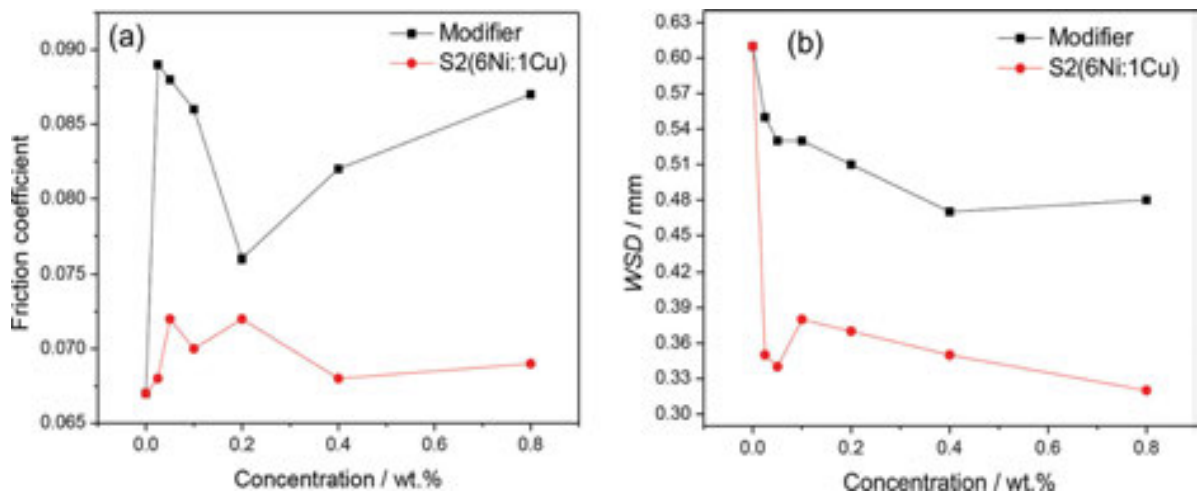 (a)
Modifier
S2(6Ni:1Cu)
0.090
0.085
0.080
0.075
0.070
0.065
Friction coefficient
0.0 0.2 0.4 0.6 0.8
Concentration / wt.%
(b)
Modifier
S2(6Ni:1Cu)
0.63
0.60
0.57
0.54
0.51
0.48
0.45
0.42
0.39
0.36
0.33
0.30
WSD / mm
0.0 0.2 0.4 0.6 0.8
Concentration / wt.%